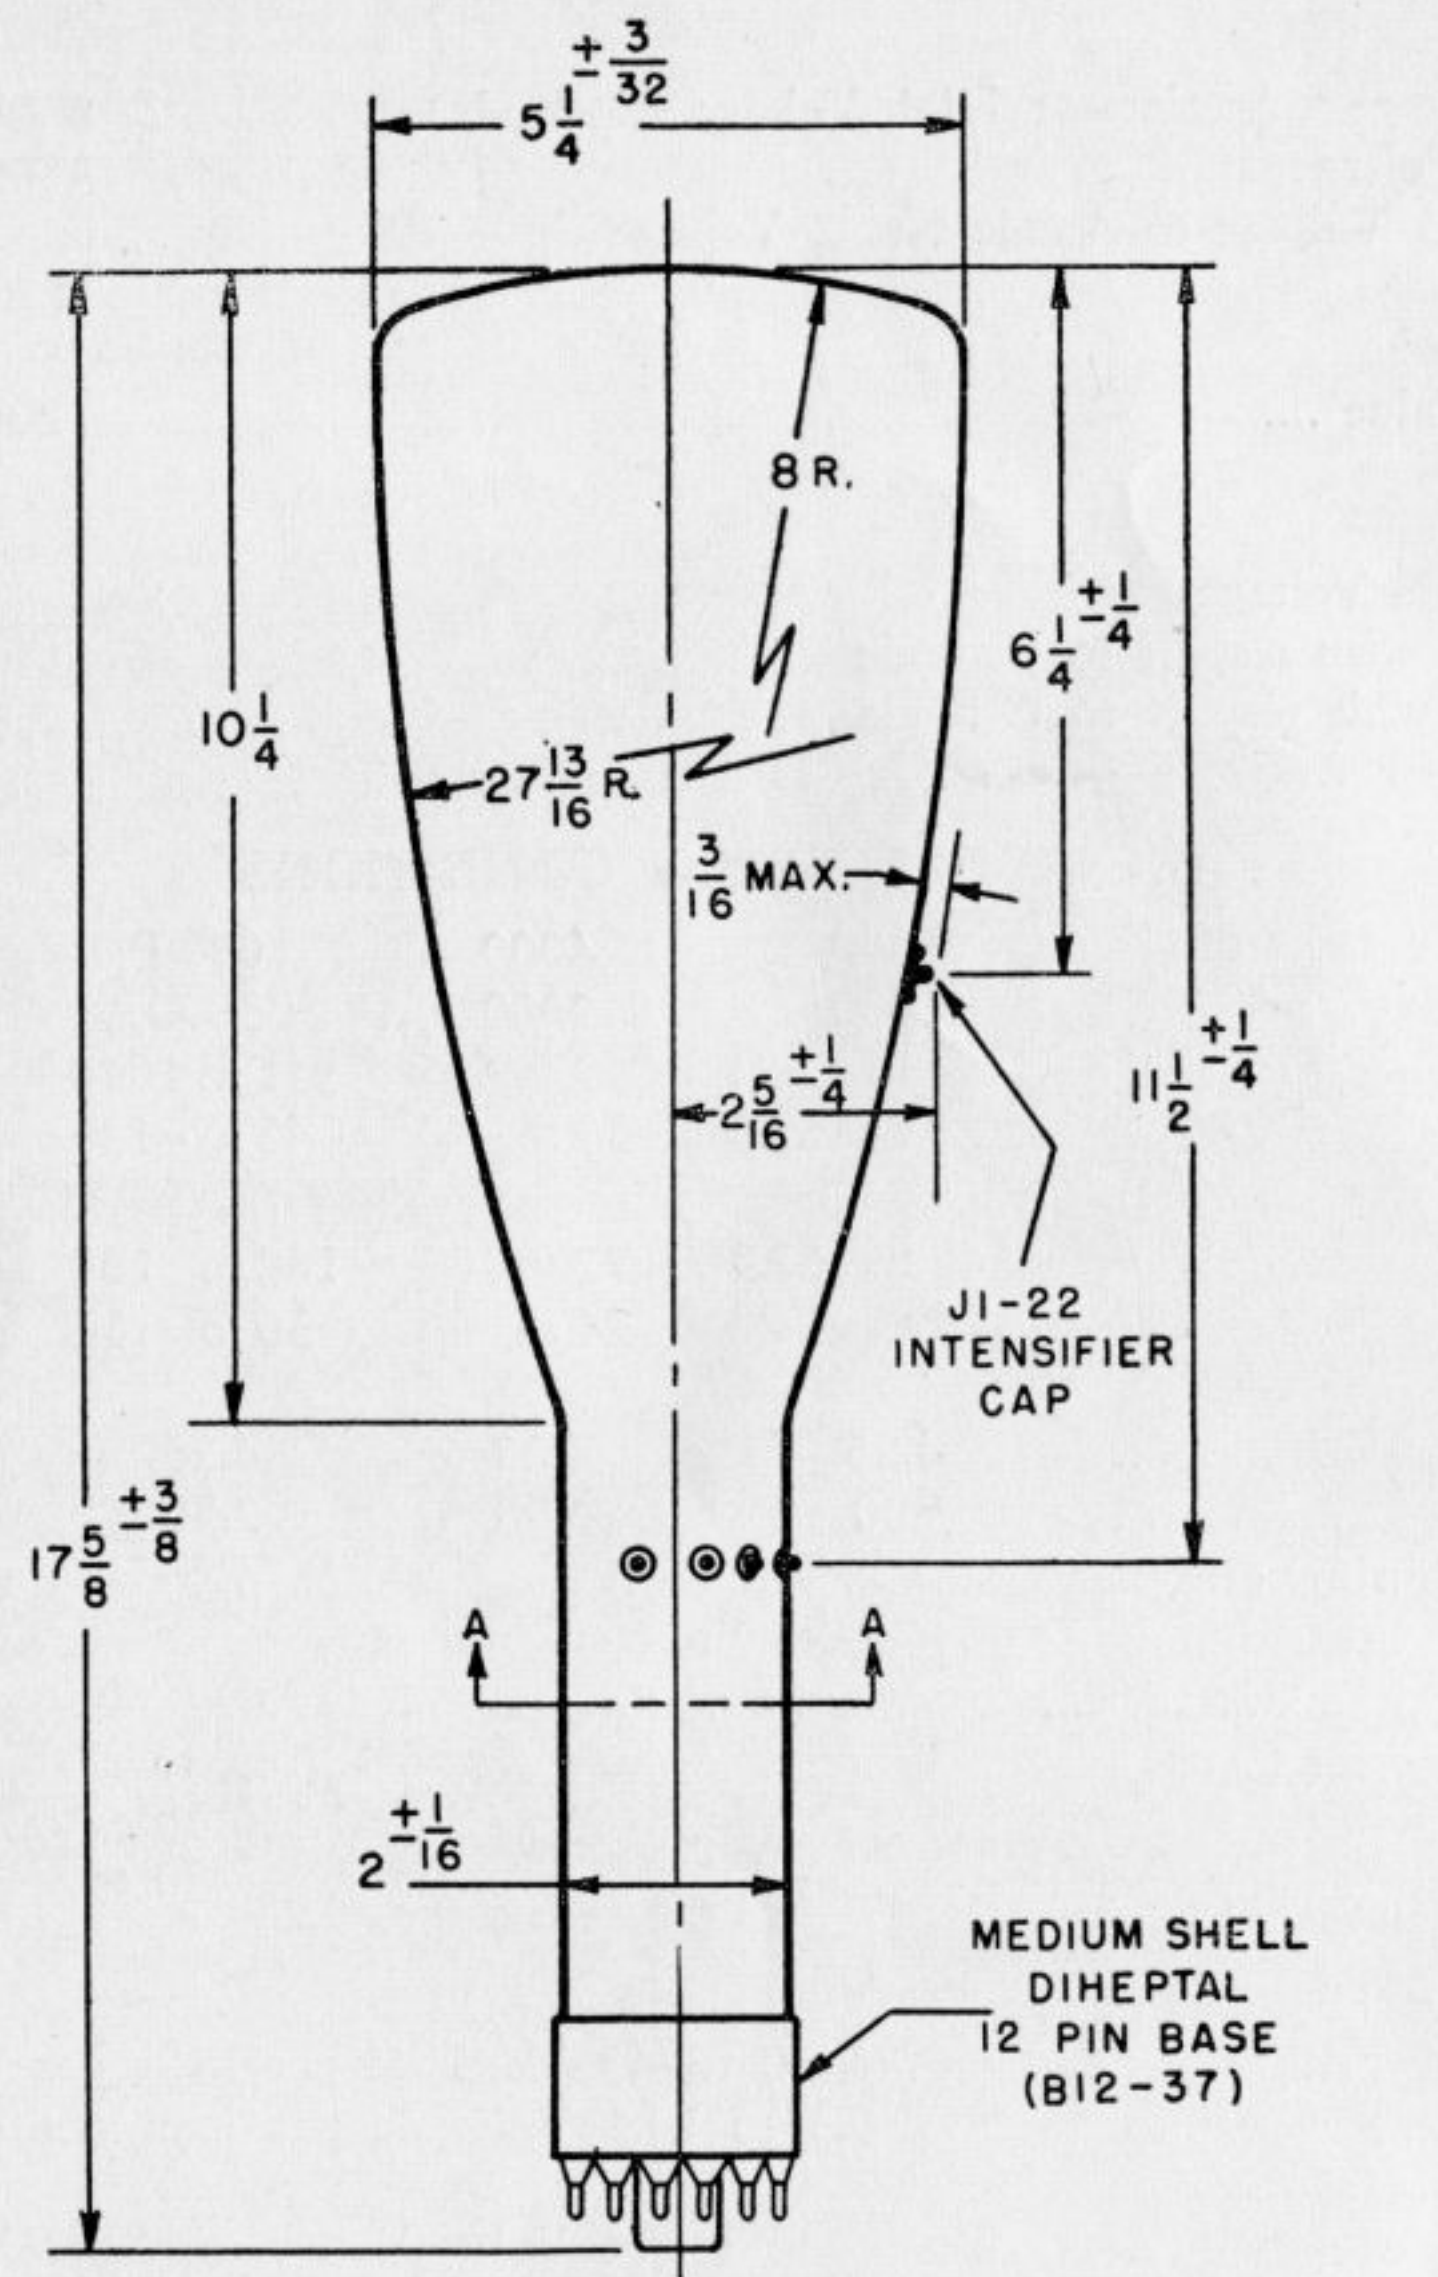 5 1/4 ± 3/32
8 R.
6 1/4 ± 1/4
10 1/4
27 13/16 R.
3/16 MAX.
2 5/16 ± 1/4
11 1/2 ± 1/4
J1-22
INTENSIFIER
CAP
17 5/8 ± 3/8
A A
2 ± 1/16
MEDIUM SHELL
DIHEPTAL
12 PIN BASE
(B12-37)